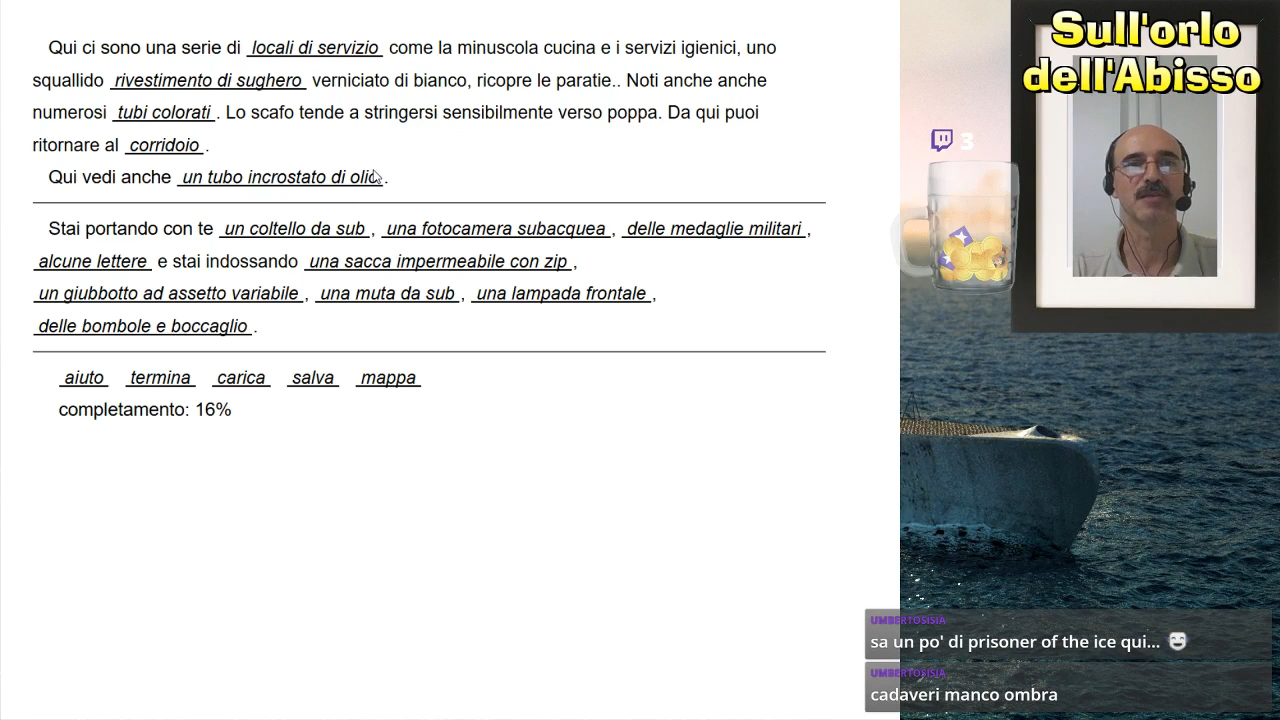 Qui ci sono una serie di locali di servizio come la minuscola cucina e i servizi igienici, uno
squallido rivestimento di sughero verniciato di bianco, ricopre le paratie.. Noti anche anche
numerosi tubi colorati. Lo scafo tende a stringersi sensibilmente verso poppa. Da qui puoi
ritornare al corridoio.
Qui vedi anche un tubo incrostato di olio.
Stai portando con te un coltello da sub, una fotocamera subacquea, delle medaglie militari,
alcune lettere e stai indossando una sacca impermeabile con zip,
un giubbotto ad assetto variabile, una muta da sub, una lampada frontale,
delle bombole e boccaglio.
aiuto termina carica salva mappa
completamento: 16%
Sull'orlo
dell'Abisso
3
UMBERTOSISIA
sa un po' di prisoner of the ice qui...
UMBERTOSISIA
cadaveri manco ombra